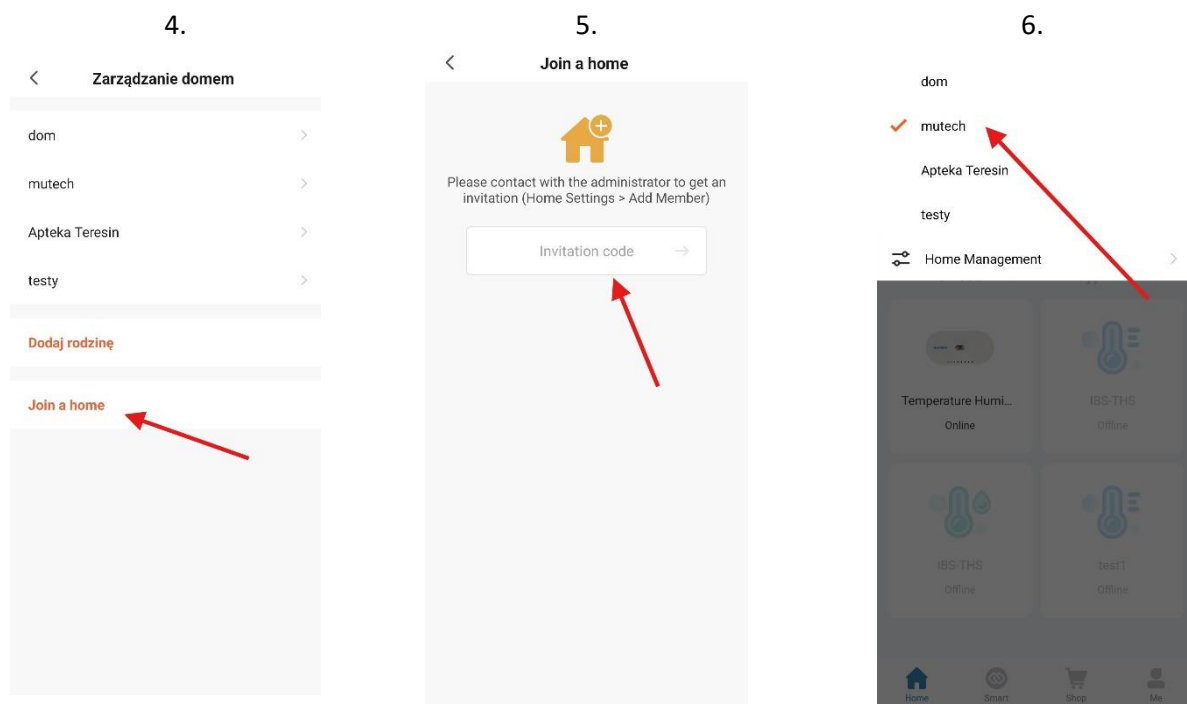 4.
Zarządzanie domem
dom
mutech
Apteka Teresin
testy
Dodaj rodzinę
Join a home
5.
Join a home
Please contact with the administrator to get an
invitation (Home Settings > Add Member)
Invitation code
6.
dom
mutech
Apteka Teresin
testy
Home Management
Temperature Humi...
Online
IBS-THS
Offline
IBS-THS
Offline
testT
Offline
Home
Smart
Shop
Me